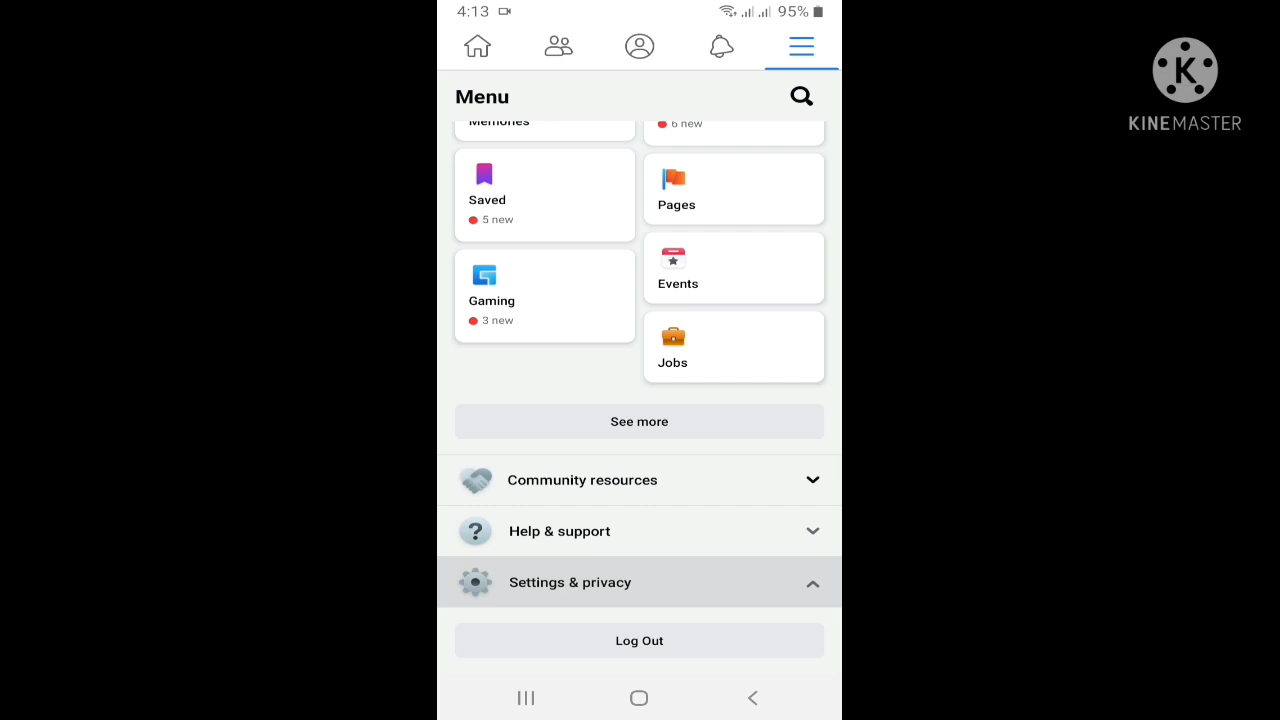 4:13
95%
KINEMASTER
Menu
Memories
6 new
Saved
5 new
Pages
Gaming
3 new
Events
Jobs
See more
Community resources
Help & support
Settings & privacy
Log Out